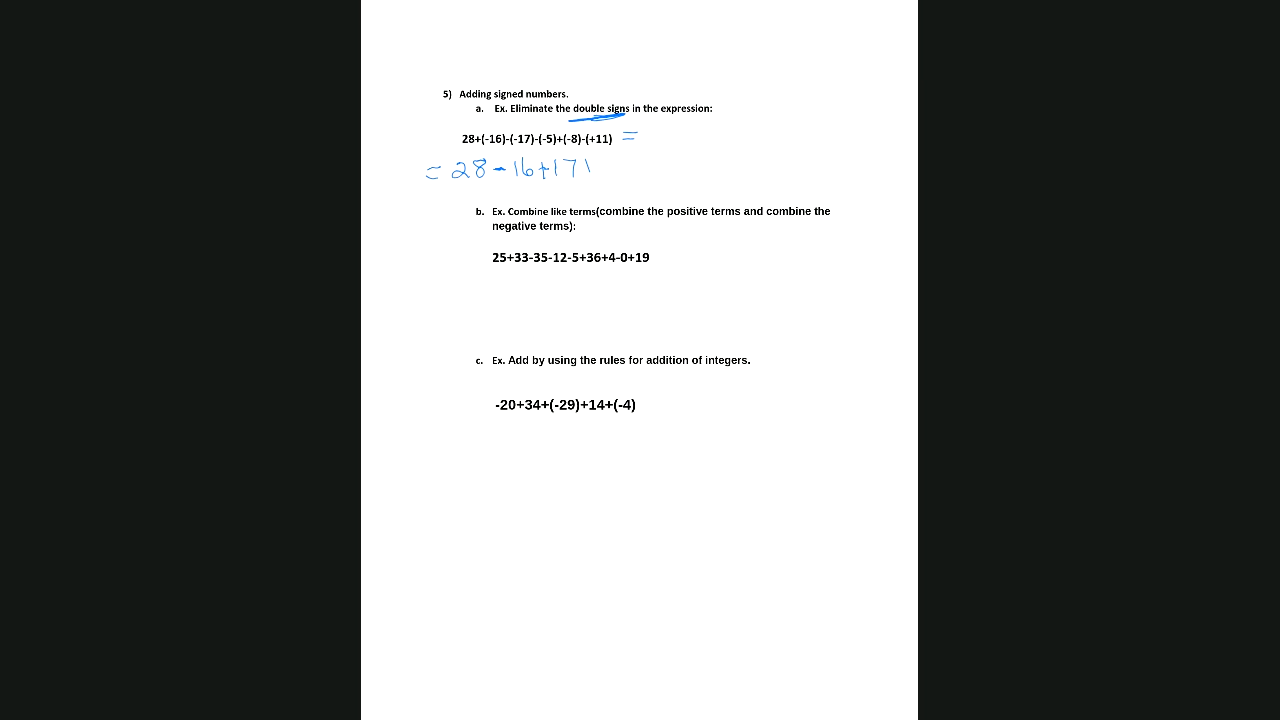 5) Adding signed numbers.
a. Ex. Eliminate the double signs in the expression:
28+(-16)-(-17)-(-5)+(-8)-(+11) =
= 28-16+17
b. Ex. Combine like terms(combine the positive terms and combine the
negative terms):
25+33-35-12-5+36+4-0+19
c. Ex. Add by using the rules for addition of integers.
-20+34+(-29)+14+(-4)